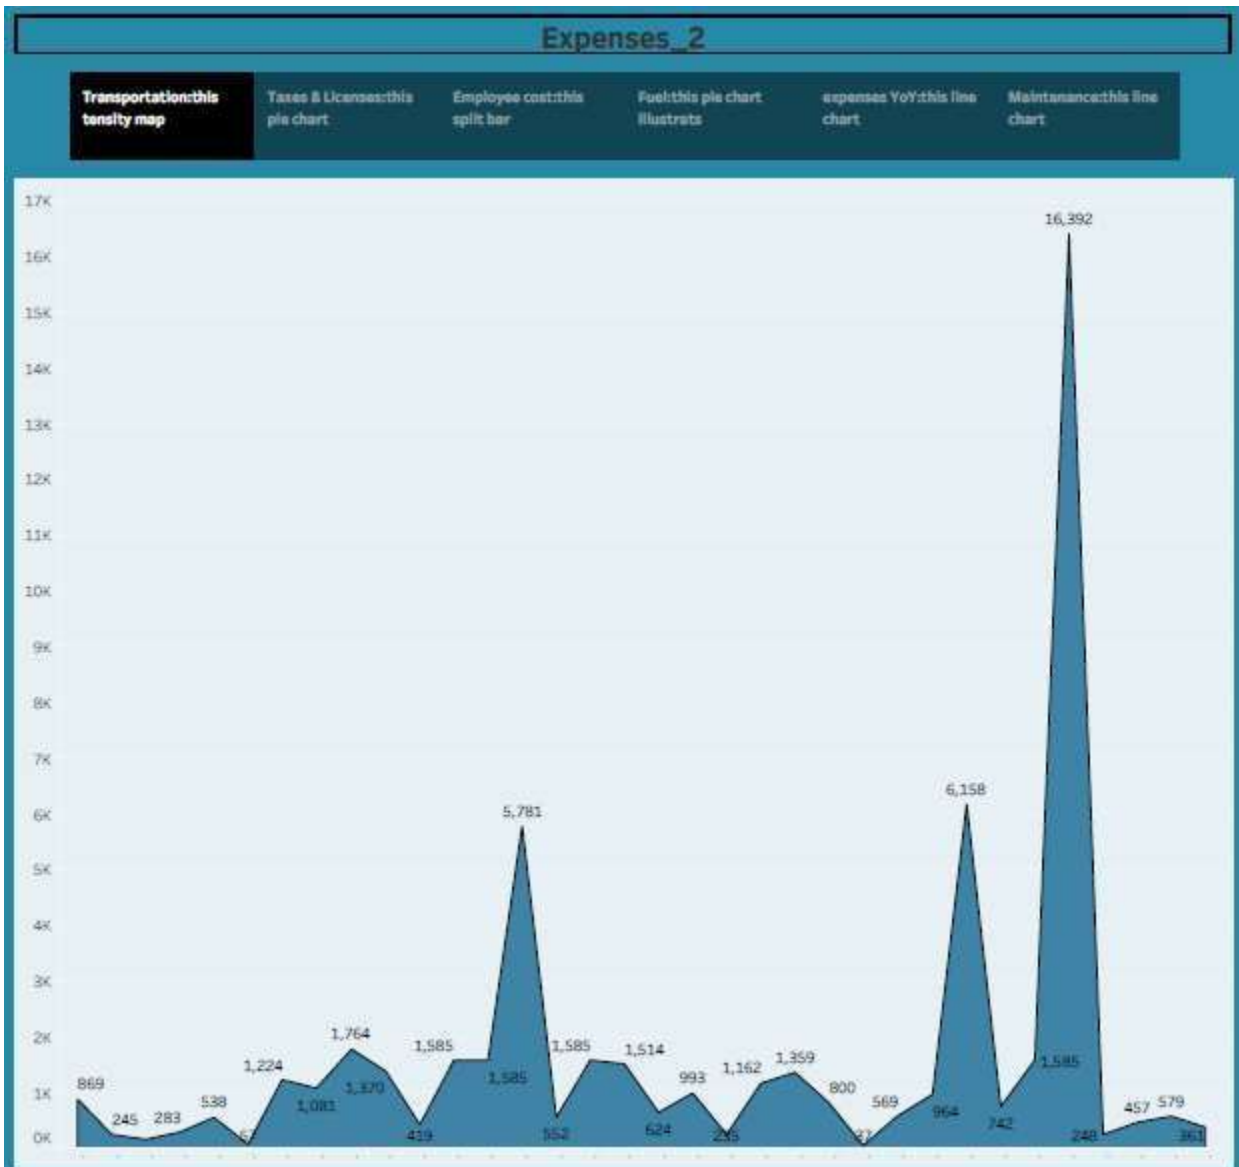 Expenses_2
Transportation:this
tensity map
Taxes & Licenses:this
pie chart
Employee cost:this
split bar
Fuel:this pie chart
illustrats
expenses YoY:this line
chart
Maintanance:this line
chart
17K
16K
15K
14K
13K
12K
11K
10K
9K
8K
7K
6K
5K
4K
3K
2K
1K
0K
16,392
6,158
5,781
1,764
1,585
1,585
1,514
1,359
1,224
1,162
1,585
1,585
1,370
1,081
869
993
800
569
964
538
245
283
419
552
624
742
248
457
579
361